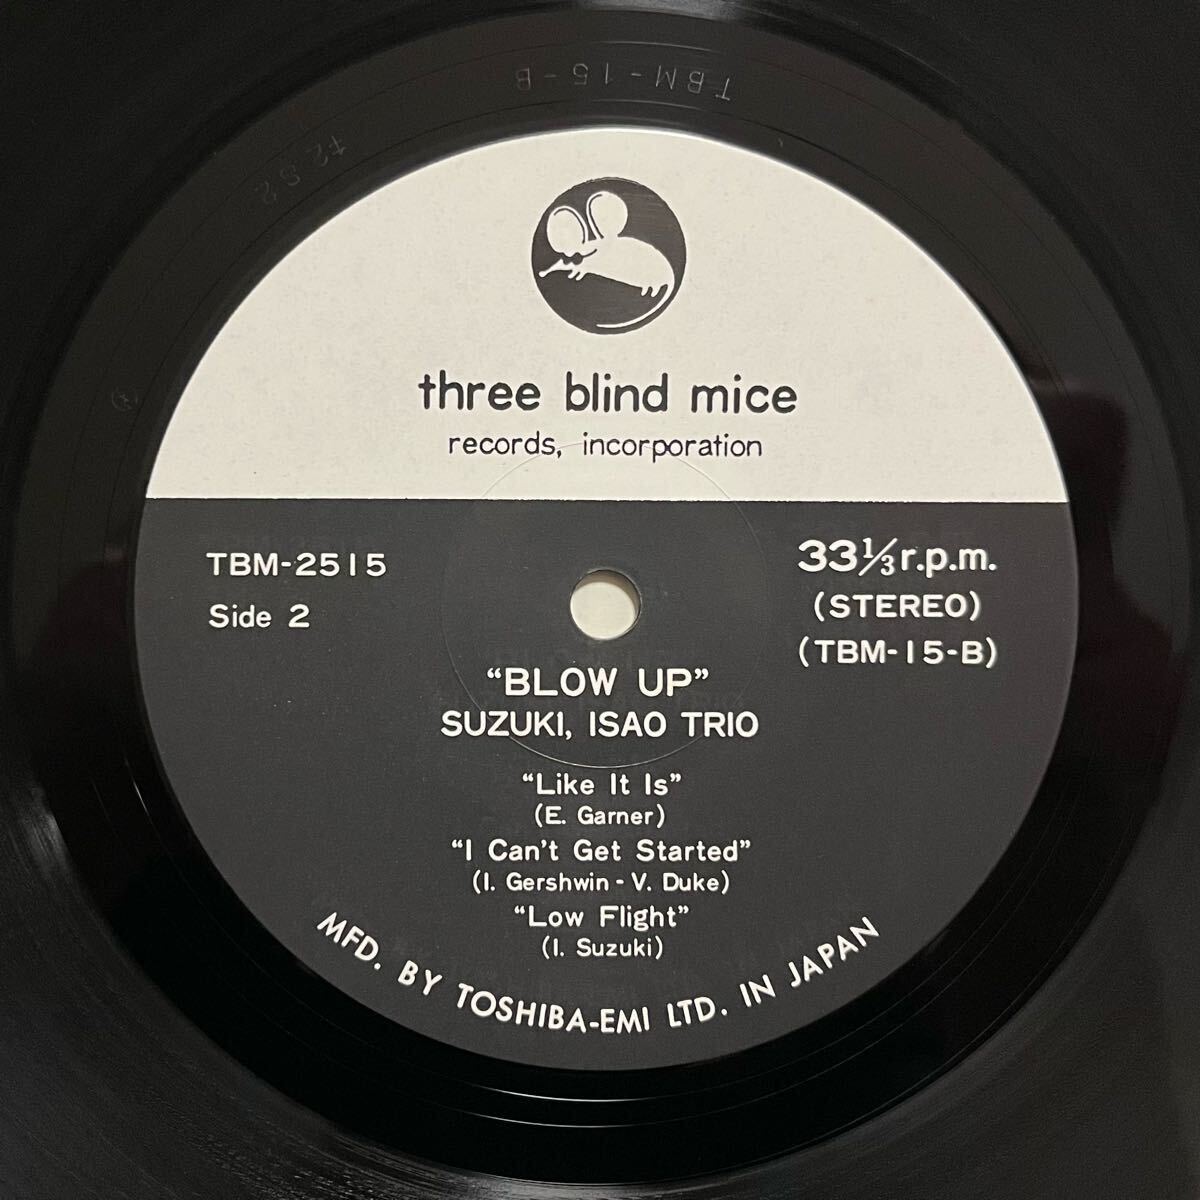 TBM-15-B
1S2
three blind mice
records, incorporation
TBM-2515
Side 2
33⅓ r.p.m.
(STEREO)
(TBM-15-B)
“BLOW UP”
SUZUKI, ISAO TRIO
“Like It Is”
(E. Garner)
“I Can't Get Started”
(I. Gershwin - V. Duke)
“Low Flight”
(I. Suzuki)
MFD. BY TOSHIBA-EMI LTD. IN JAPAN